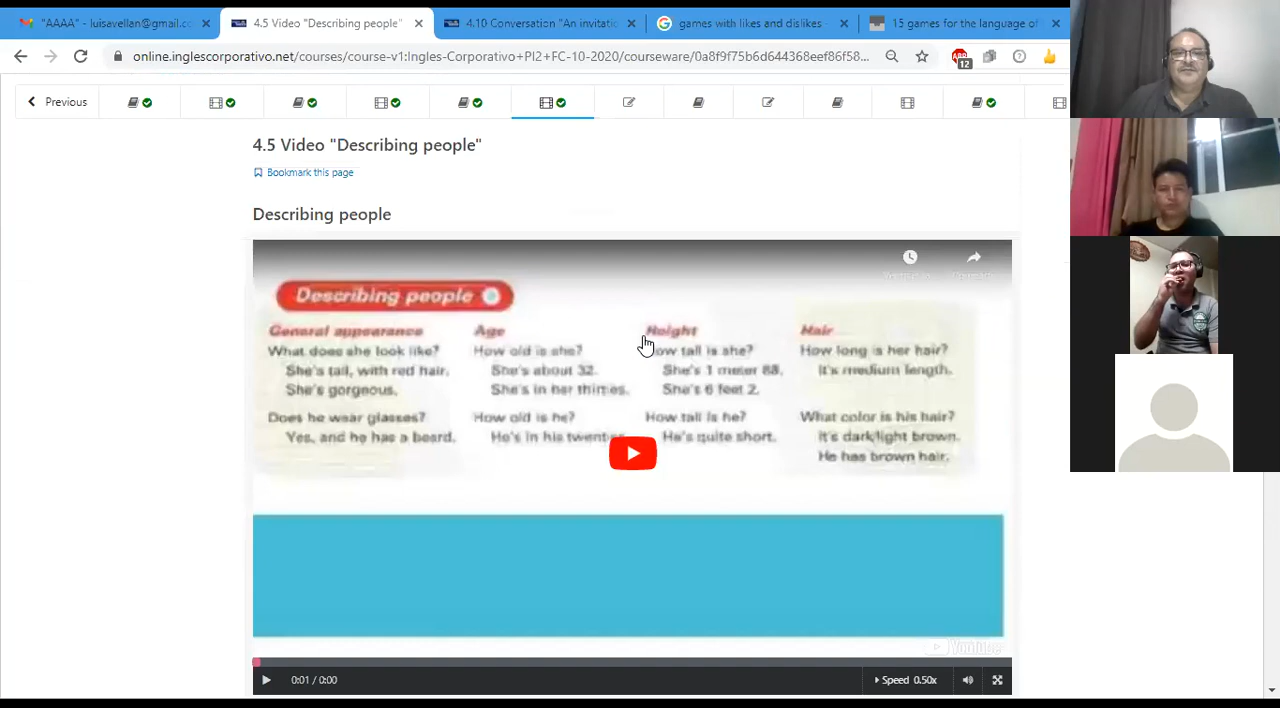 "AAAA" - luisavellan@gmail.co
4.5 Video "Describing people"
4.10 Conversation "An invitatic
games with likes and dislikes -
15 games for the language of
online.inglescorporativo.net/courses/course-v1:Ingles-Corporativo+PI2+FC-10-2020/courseware/0a8f9f75b6d644368eef86f58...
12
Previous
4.5 Video "Describing people"
Bookmark this page
Describing people
Describing people
General appearance
What does she look like?
She's tall, with red hair.
She's gorgeous.
Does he wear glasses?
Yes, and he has a beard.
Age
How old is she?
She's about 32.
She's in her thirties.
How old is he?
He's in his twenties
Height
How tall is she?
She's 1 meter 88.
She's 6 feet 2.
How tall is he?
He's quite short.
Hair
How long is her hair?
It's medium length.
What color is his hair?
It's dark/light brown.
He has brown hair.
YouTube
0:01 / 0:00
Speed 0.50x